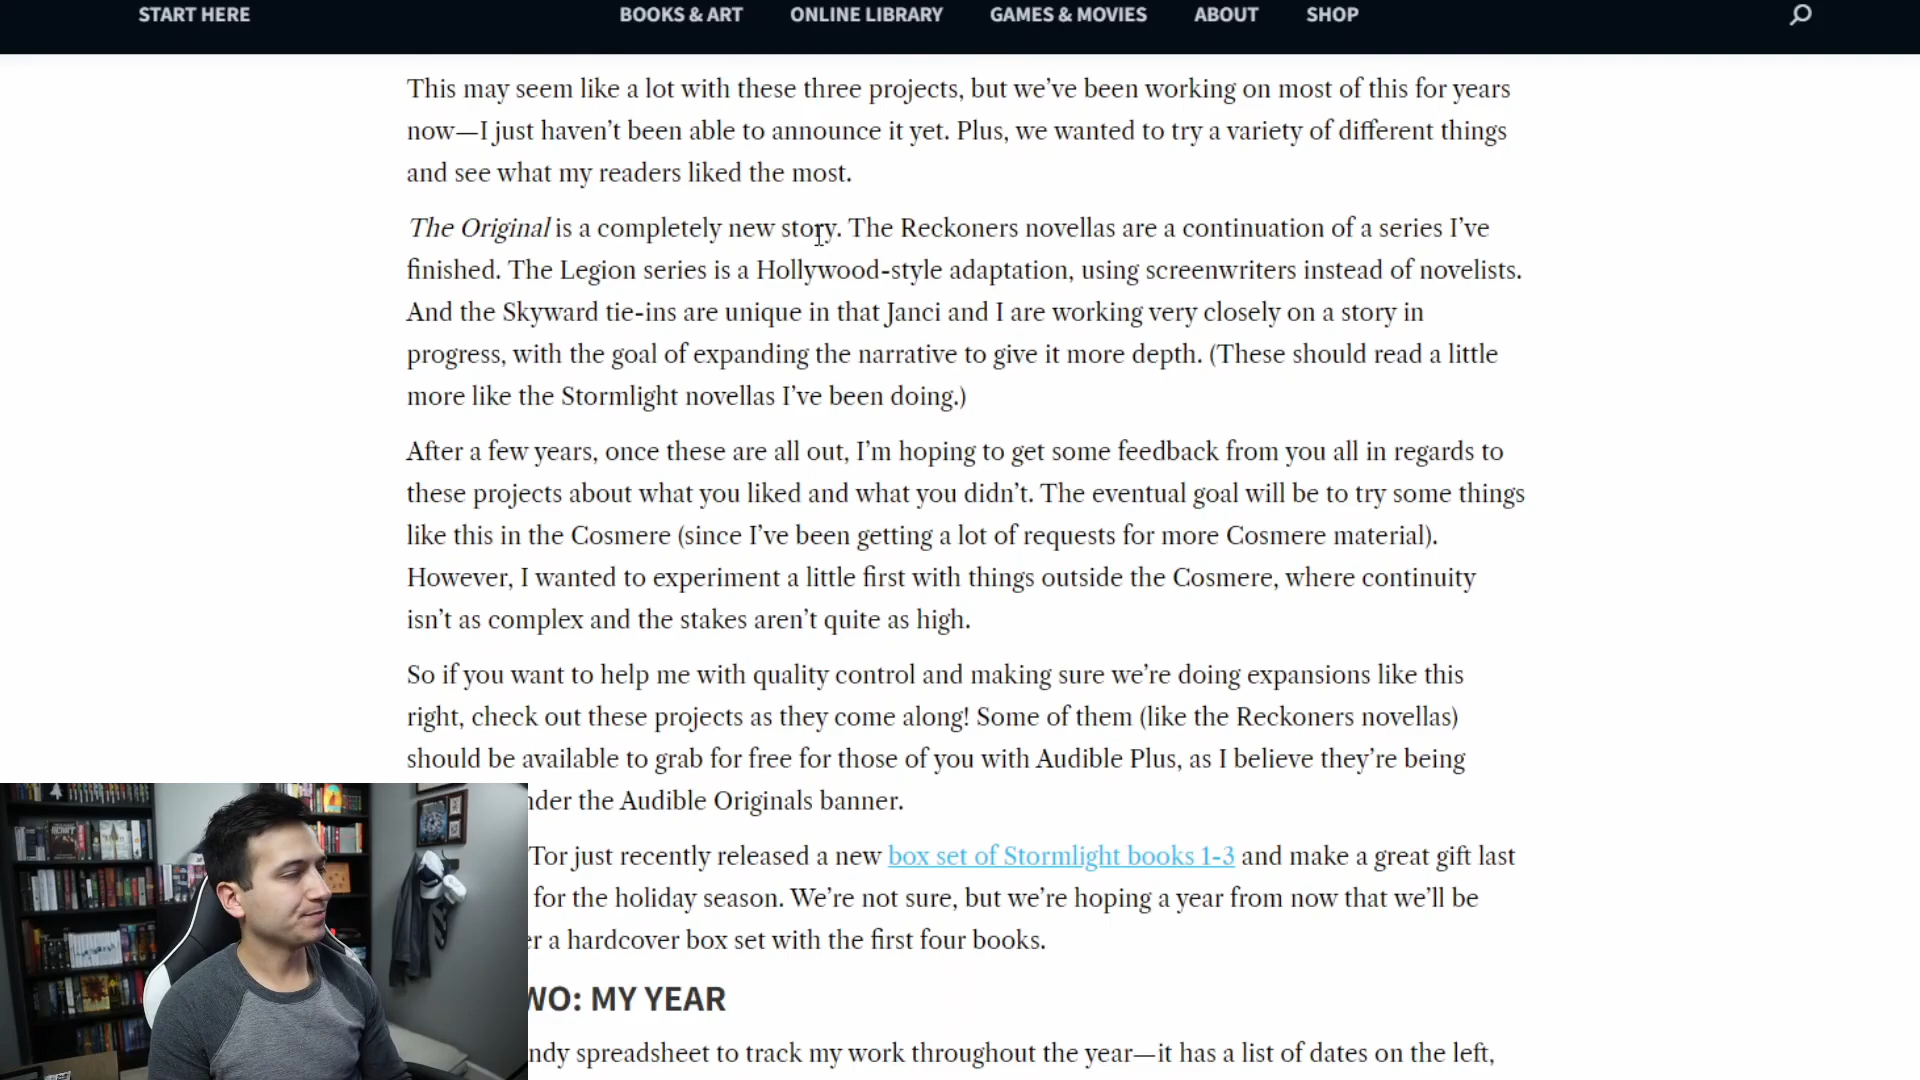 START HERE
BOOKS & ART
ONLINE LIBRARY
GAMES & MOVIES
ABOUT
SHOP
This may seem like a lot with these three projects, but we’ve been working on most of this for years
now—I just haven’t been able to announce it yet. Plus, we wanted to try a variety of different things
and see what my readers liked the most.
The Original is a completely new story. The Reckoners novellas are a continuation of a series I’ve
finished. The Legion series is a Hollywood-style adaptation, using screenwriters instead of novelists.
And the Skyward tie-ins are unique in that Janci and I are working very closely on a story in
progress, with the goal of expanding the narrative to give it more depth. (These should read a little
more like the Stormlight novellas I’ve been doing.)
After a few years, once these are all out, I’m hoping to get some feedback from you all in regards to
these projects about what you liked and what you didn’t. The eventual goal will be to try some things
like this in the Cosmere (since I’ve been getting a lot of requests for more Cosmere material).
However, I wanted to experiment a little first with things outside the Cosmere, where continuity
isn’t as complex and the stakes aren’t quite as high.
So if you want to help me with quality control and making sure we’re doing expansions like this
right, check out these projects as they come along! Some of them (like the Reckoners novellas)
should be available to grab for free for those of you with Audible Plus, as I believe they’re being
the Audible Originals banner.
Tor just recently released a new box set of Stormlight books 1-3 and make a great gift last
for the holiday season. We’re not sure, but we’re hoping a year from now that we’ll be
a hardcover box set with the first four books.
MY YEAR
spreadsheet to track my work throughout the year—it has a list of dates on the left,